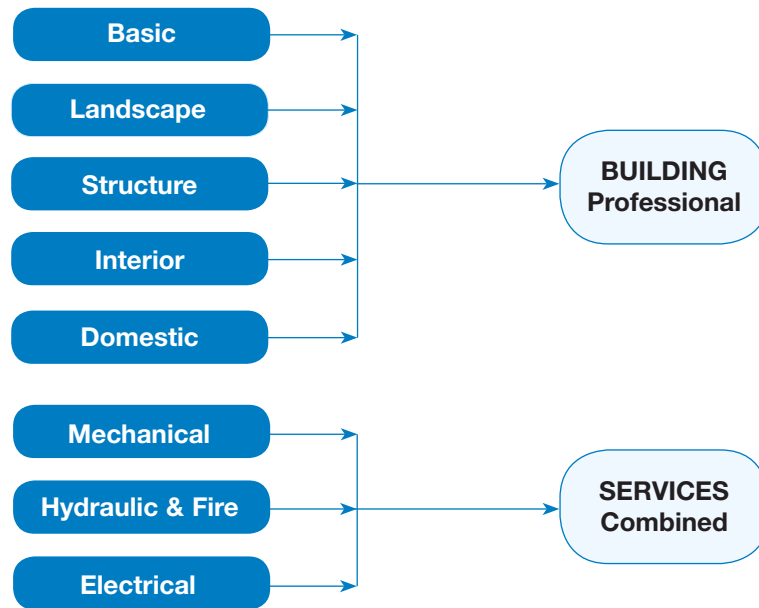 Basic
Landscape
Structure
Interior
Domestic
BUILDING
Professional
Mechanical
Hydraulic & Fire
Electrical
SERVICES
Combined